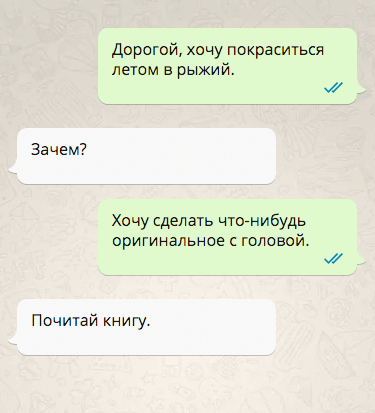 Дорогой, хочу покраситься
летом в рыжий.
Зачем?
Хочу сделать что-нибудь
оригинальное с головой.
Почитай книгу.